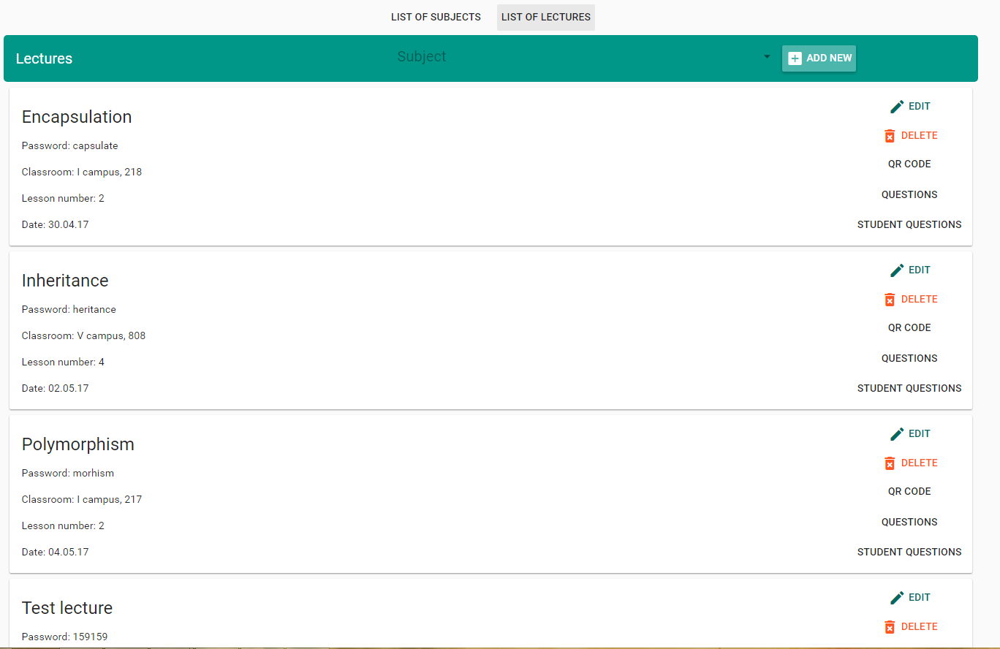 LIST OF SUBJECTS LIST OF LECTURES
Lectures Subject ADD NEW
Encapsulation
EDIT
Password: capsulate
DELETE
Classroom: I campus, 218
QR CODE
Lesson number: 2
QUESTIONS
Date: 30.04.17
STUDENT QUESTIONS
Inheritance
EDIT
Password: heritance
DELETE
Classroom: V campus, 808
QR CODE
Lesson number: 4
QUESTIONS
Date: 02.05.17
STUDENT QUESTIONS
Polymorphism
EDIT
Password: morhism
DELETE
Classroom: I campus, 217
QR CODE
Lesson number: 2
QUESTIONS
Date: 04.05.17
STUDENT QUESTIONS
Test lecture
EDIT
Password: 159159
DELETE